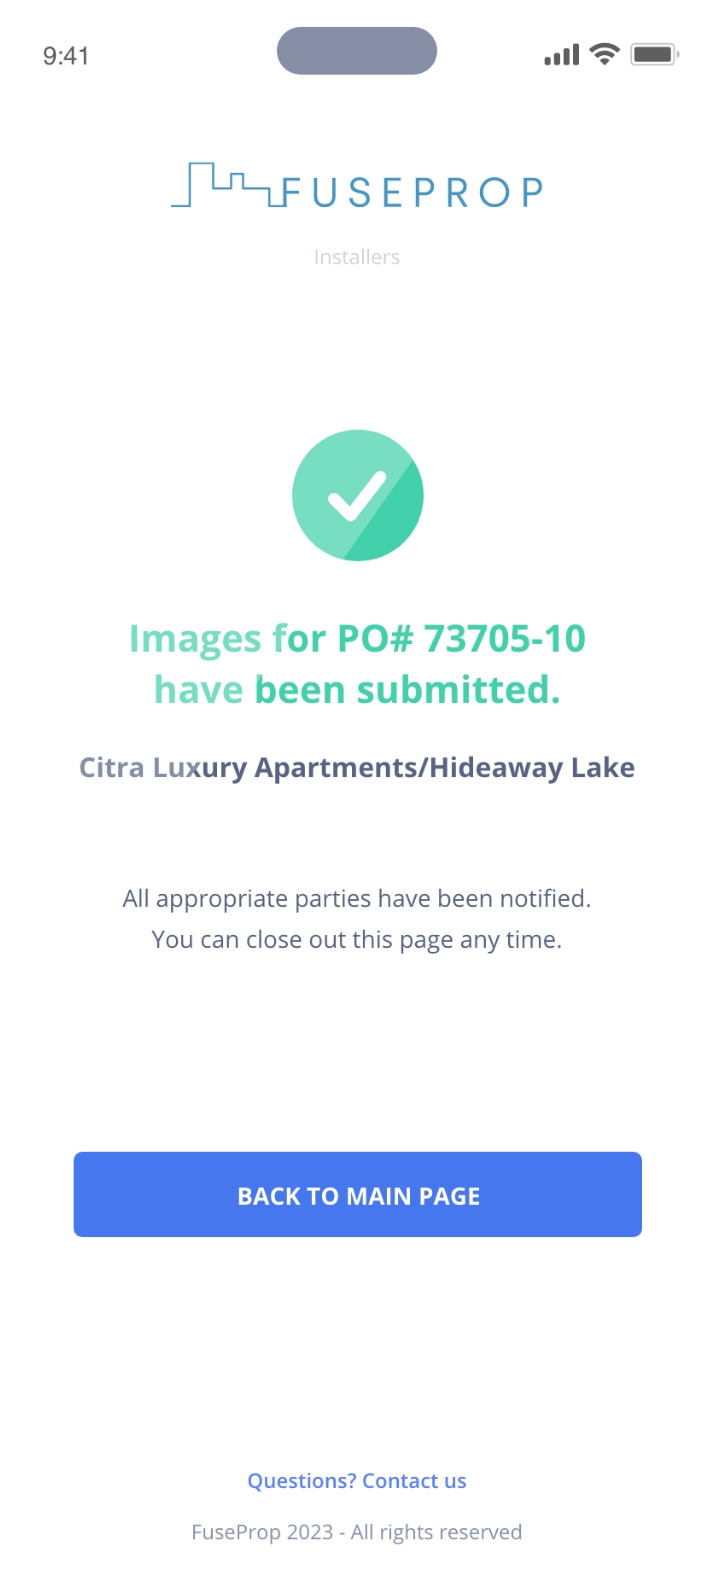 9:41
FUSEPROP
Installers
Images for PO# 73705-10
have been submitted.
Citra Luxury Apartments/Hideaway Lake
All appropriate parties have been notified.
You can close out this page any time.
BACK TO MAIN PAGE
Questions? Contact us
FuseProp 2023 - All rights reserved